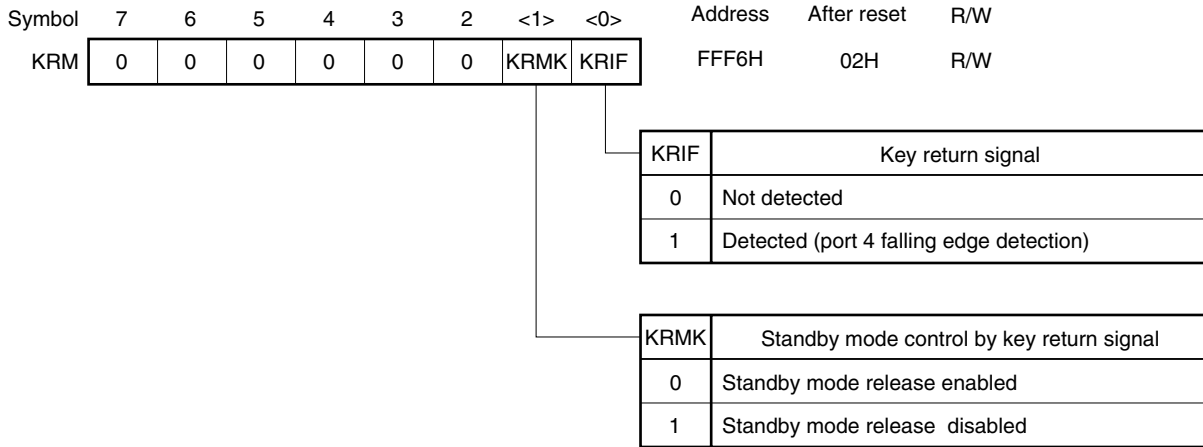 Symbol 7 6 5 4 3 2 <1> <0> Address After reset R/W
KRM 0 0 0 0 0 0 KRMK KRIF FFF6H 02H R/W
KRIF Key return signal
0 Not detected
1 Detected (port 4 falling edge detection)
KRMK Standby mode control by key return signal
0 Standby mode release enabled
1 Standby mode release disabled